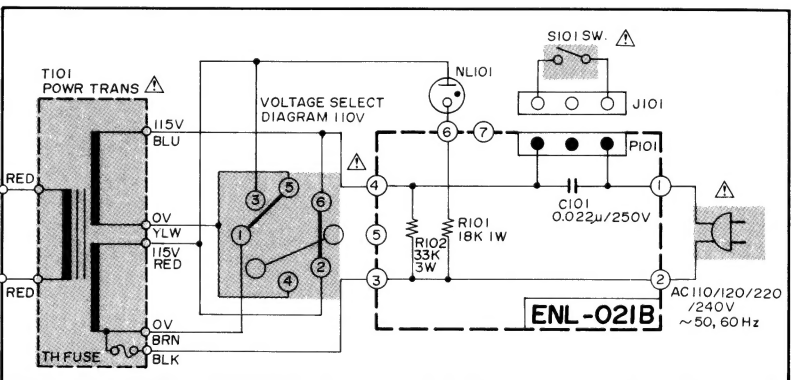 S101 SW.
T101
POWR TRANS
NL101
J101
VOLTAGE SELECT
DIAGRAM 110V
115V
BLU
6
7
P101
RED
3
5
6
4
1
0V
YLW
C101
0.022μ/250V
1
5
R102
33K
3W
R101
18K 1W
115V
RED
2
4
3
2
RED
AC 110/120/220
/240V
~50, 60Hz
0V
BRN
ENL-021B
TH FUSE
BLK